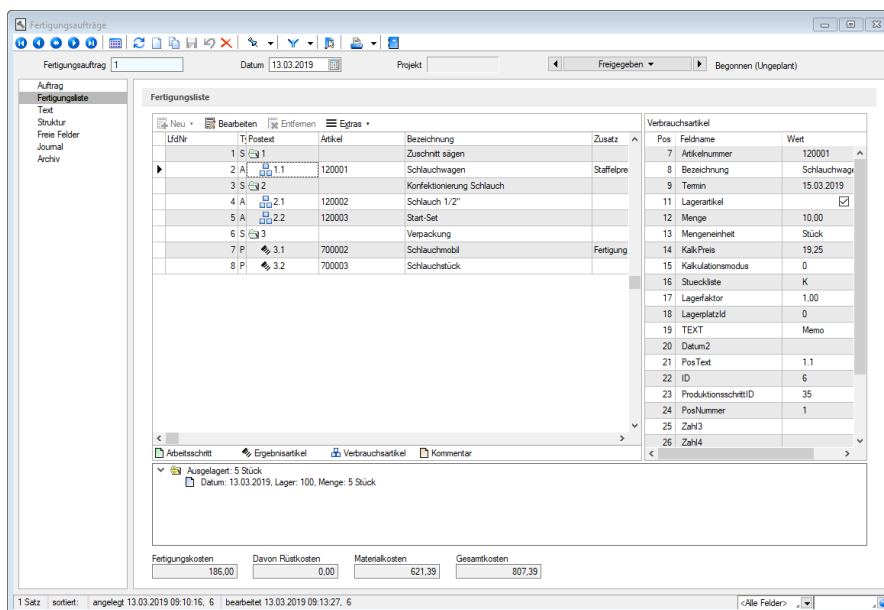 Fertigungsaufträge
Fertigungsauftrag 1 Datum 13.03.2019 Projekt Freigegeben Begonnen (Ungeplant)
Auftrag
Fertigungsliste
Text
Struktur
Freie Felder
Journal
Archiv
Fertigungsliste
Neu Bearbeiten Entfernen Extras
LfdNr Ty Postext Artikel Bezeichnung Zusatz
1 S 1 Zuschnitt sägen
2 A 1.1 120001 Schlauchwagen Staffelpre
3 S 2 Konfektionierung Schlauch
4 A 2.1 120002 Schlauch 1/2"
5 A 2.2 120003 Start-Set
6 S 3 Verpackung
7 P 3.1 700002 Schlauchmobil Fertigung
8 P 3.2 700003 Schlauchstück
Arbeitsschritt Ergebnisartikel Verbrauchsartikel Kommentar
Verbrauchsartikel
Pos Feldname Wert
7 Artikelnummer 120001
8 Bezeichnung Schlauchwage
9 Termin 15.03.2019
11 Lagerartikel
12 Menge 10,00
13 Mengeneinheit Stück
14 KalkPreis 19,25
15 Kalkulationsmodus 0
16 Stueckliste K
17 Lagerfaktor 1,00
18 LagerplatzId 0
19 TEXT Memo
20 Datum2
21 PosText 1.1
22 ID 6
23 ProduktionsschrittID 35
24 PosNummer 1
25 Zahl3
26 Zahl4
Ausgelagert: 5 Stück
Datum: 13.03.2019, Lager: 100, Menge: 5 Stück
Fertigungskosten Davon Rüstkosten Materialkosten Gesamtkosten
186,00 0,00 621,39 807,39
1 Satz sortiert: angelegt 13.03.2019 09:10:16, 6 bearbeitet 13.03.2019 09:13:27, 6 <Alle Felder>